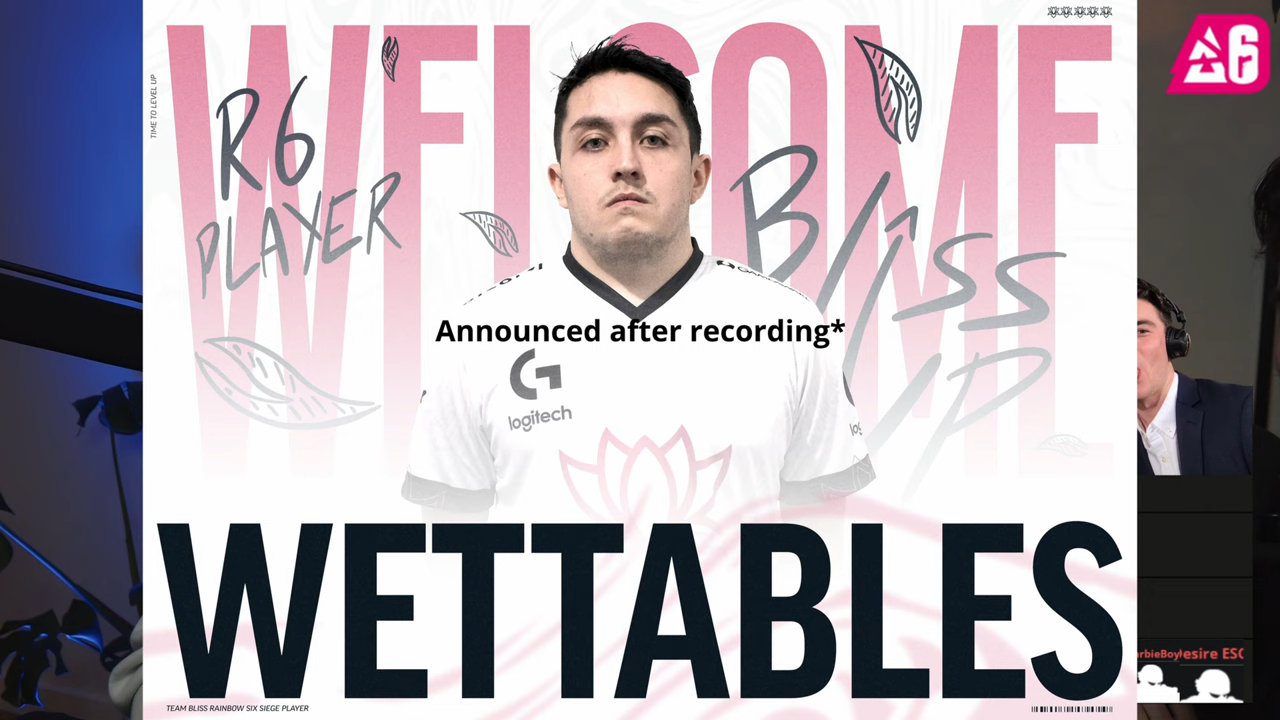 WELCOME
TIME TO LEVEL UP
R6
PLAYER
Bliss
UP
Announced after recording*
logitech
WETTABLES
TEAM BLISS RAINBOW SIX SIEGE PLAYER
6